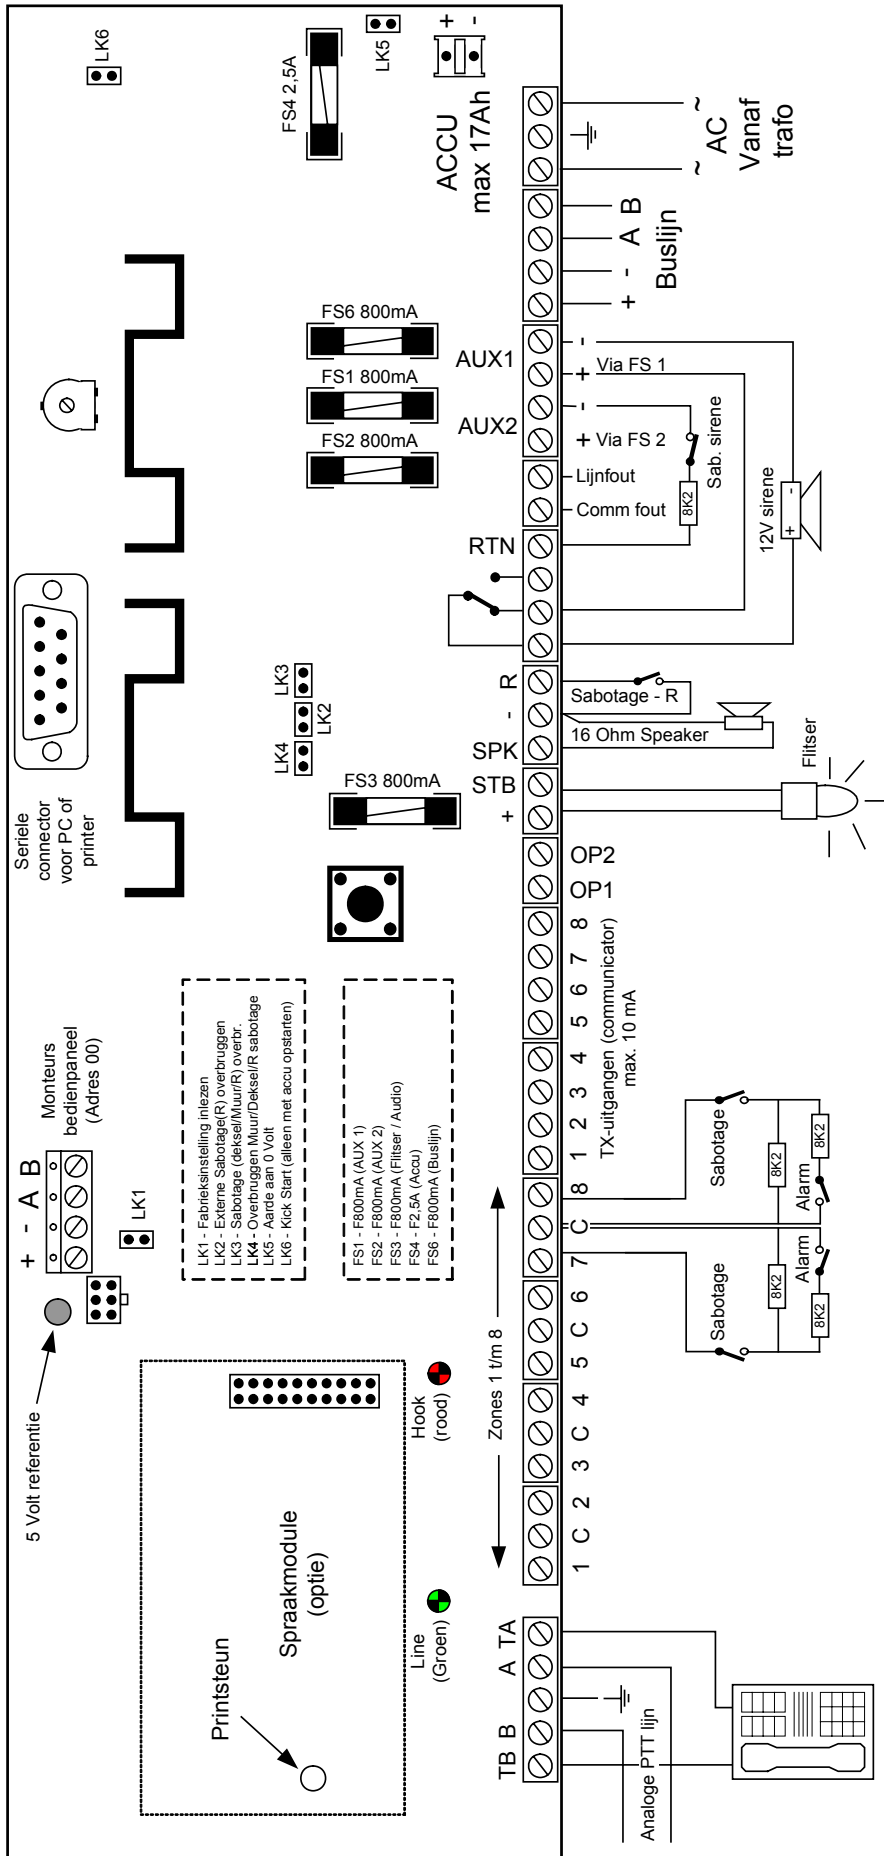 LK6
FS4 2,5A
LK5
+ -
ACCU
max 17Ah
~
AC
~
Vanaf
trafo
B
A
-
+
Buslijn
FS6 800mA
FS1 800mA
FS2 800mA
AUX1
AUX2
-
+ Via FS 1
-
+ Via FS 2
Lijnfout
Comm fout
RTN
Sab. sirene
8K2
12V sirene
+ -
Seriele
connector
voor PC of
printer
LK3
LK2
LK4
FS3 800mA
R
-
SPK
STB
+
Sabotage - R
16 Ohm Speaker
Flitser
OP2
OP1
8
7
6
5
4
3
2
1
TX-uitgangen (communicator)
max. 10 mA
Monteurs
bedienpaneel
(Adres 00)
+ - A B
LK1
5 Volt referentie
LK1 - Fabrieksinstelling inlezen
LK2 - Externe Sabotage(R) overbruggen
LK3 - Sabotage (deksel/Muur/R) overbr.
LK4 - Overbruggen Muur/Deksel/R sabotage
LK5 - Aarde aan 0 Volt
LK6 - Kick Start (alleen met accu opstarten)
FS1 - F800mA (AUX 1)
FS2 - F800mA (AUX 2)
FS3 - F800mA (Flitser / Audio)
FS4 - F2,5A (Accu)
FS6 - F800mA (Buslijn)
8
C
7
6
C
5
4
C
3
2
C
1
Zones 1 t/m 8
Sabotage
8K2
8K2
Alarm
Sabotage
8K2
8K2
Alarm
Hook
(rood)
Line
(Groen)
Spraakmodule
(optie)
Printsteun
TA
A
B
TB
Analoge PTT lijn